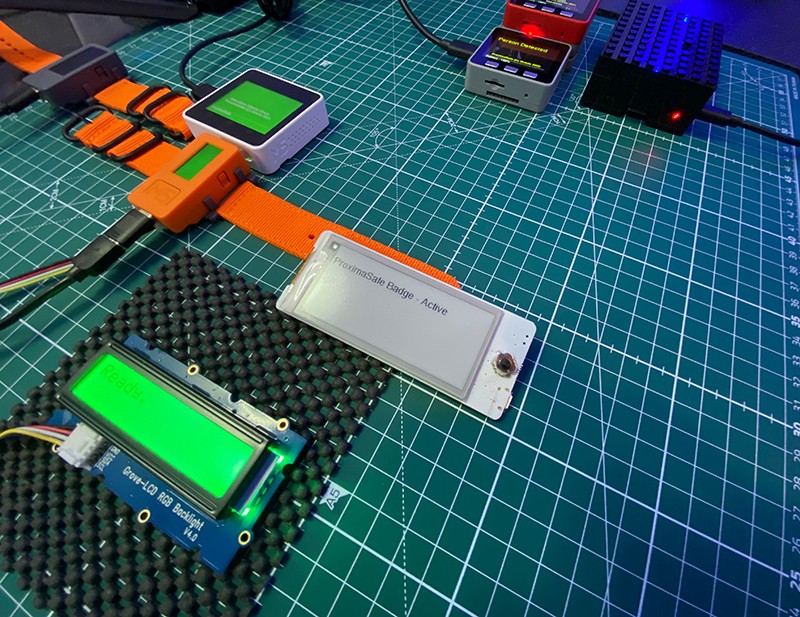 Person Detected
ProximaSafe Badge - Active
Ready.
Grove-LCD RGB Backlight
V4.0
A5